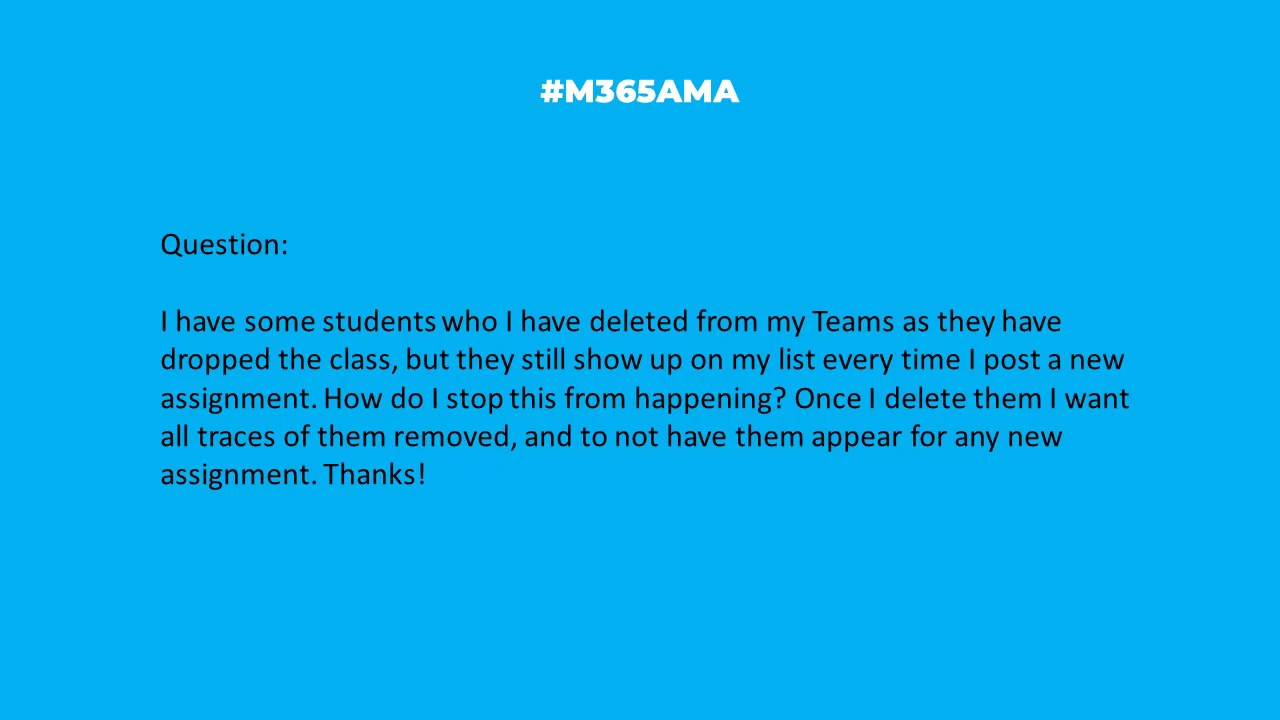 #M365AMA
Question:
I have some students who I have deleted from my Teams as they have
dropped the class, but they still show up on my list every time I post a new
assignment. How do I stop this from happening? Once I delete them I want
all traces of them removed, and to not have them appear for any new
assignment. Thanks!